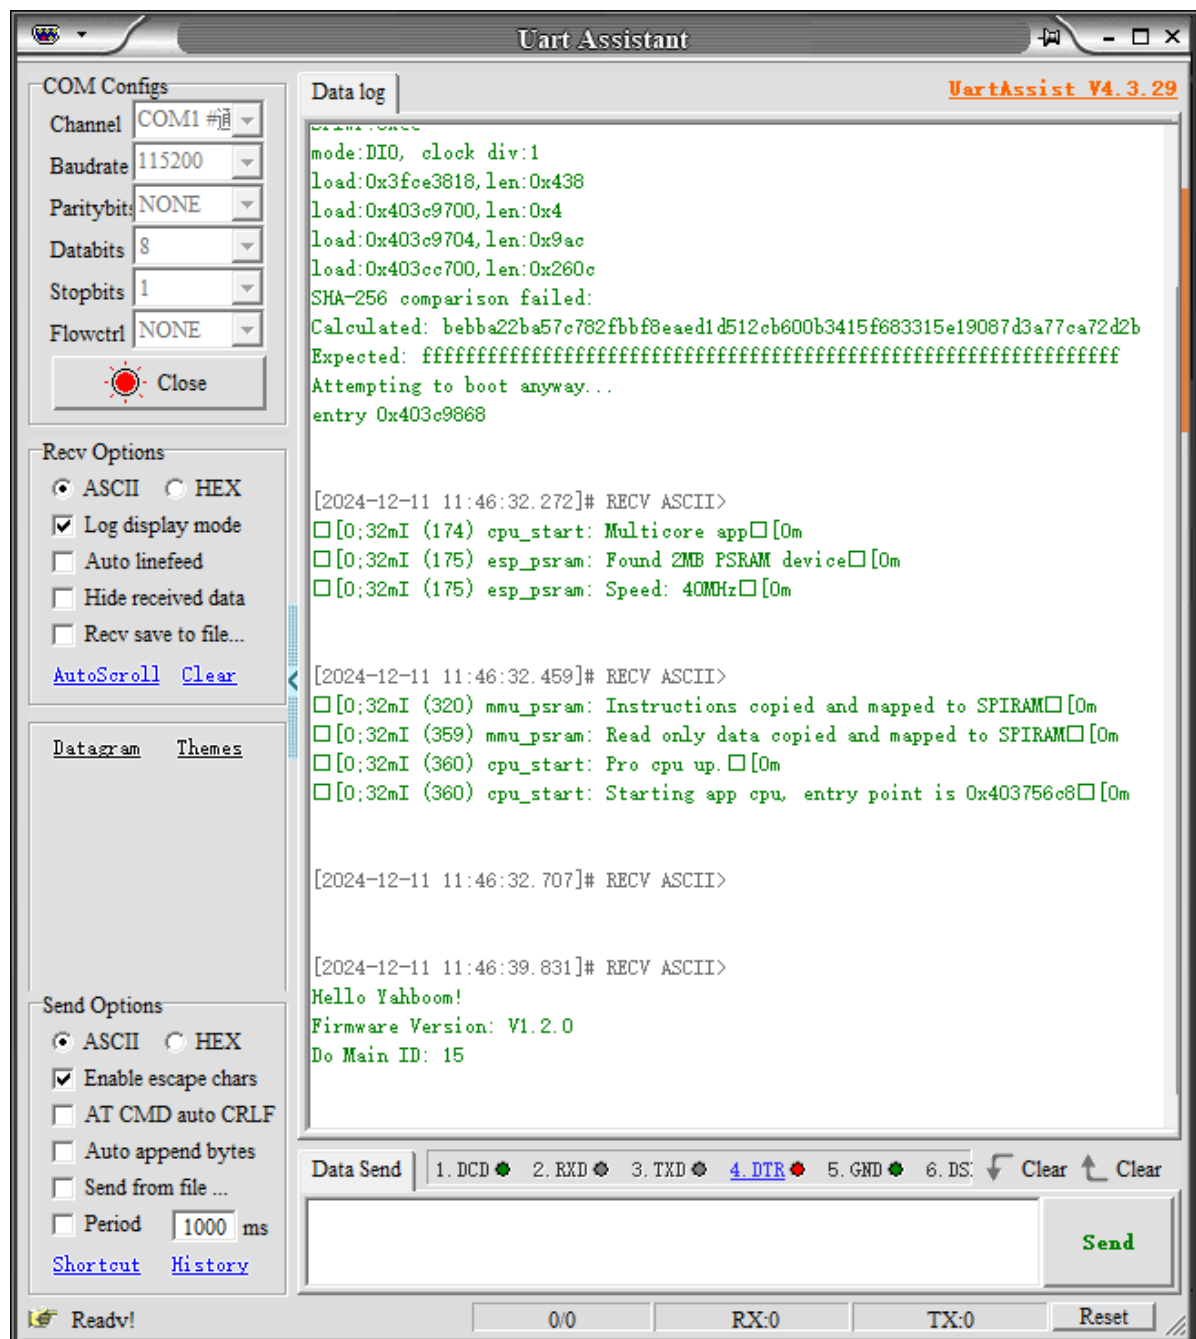 Uart Assistant
COM Configs
Channel COM1 #通
Baudrate 115200
Paritybit: NONE
Databits 8
Stopbits 1
Flowctrl NONE
Close
Recv Options
ASCII HEX
Log display mode
Auto linefeed
Hide received data
Recv save to file...
AutoScroll Clear
Datagram Themes
Send Options
ASCII HEX
Enable escape chars
AT CMD auto CRLF
Auto append bytes
Send from file ...
Period 1000 ms
Shortcut History
Data log
UartAssist V4.3.29
mode:DIO, clock div:1
load:0x3fce3818,len:0x438
load:0x403c9700,len:0x4
load:0x403c9704,len:0x9ac
load:0x403cc700,len:0x260c
SHA-256 comparison failed:
Calculated: bebba22ba57c782fbbf8eaed1d512cb600b3415f683315e19087d3a77ca72d2b
Expected: ffffffffffffffffffffffffffffffffffffffffffffffffffffffffffffffff
Attempting to boot anyway...
entry 0x403c9868
[2024-12-11 11:46:32.272]# RECV ASCII>
□[0;32mI (174) cpu_start: Multicore app□[0m
□[0;32mI (175) esp_psram: Found 2MB PSRAM device□[0m
□[0;32mI (175) esp_psram: Speed: 40MHz□[0m
[2024-12-11 11:46:32.459]# RECV ASCII>
□[0;32mI (320) mmu_psram: Instructions copied and mapped to SPIRAM□[0m
□[0;32mI (359) mmu_psram: Read only data copied and mapped to SPIRAM□[0m
□[0;32mI (360) cpu_start: Pro cpu up.□[0m
□[0;32mI (360) cpu_start: Starting app cpu, entry point is 0x403756c8□[0m
[2024-12-11 11:46:32.707]# RECV ASCII>
[2024-12-11 11:46:39.831]# RECV ASCII>
Hello Yahboom!
Firmware Version: V1.2.0
Do Main ID: 15
Data Send 1.DCD 2.RXD 3.TXD 4.DTR 5.GND 6.DS Clear Clear
Send
Ready! 0/0 RX:0 TX:0 Reset